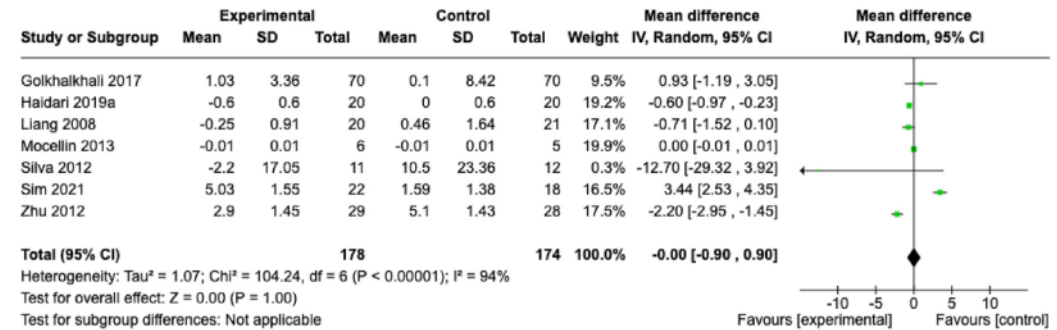 Experimental Control Mean difference Mean difference
Study or Subgroup Mean SD Total Mean SD Total Weight IV, Random, 95% CI IV, Random, 95% CI
Golkhalkhali 2017 1.03 3.36 70 0.1 8.42 70 9.5% 0.93 [-1.19 , 3.05]
Haidari 2019a -0.6 0.6 20 0 0.6 20 19.2% -0.60 [-0.97 , -0.23]
Liang 2008 -0.25 0.91 20 0.46 1.64 21 17.1% -0.71 [-1.52 , 0.10]
Mocellin 2013 -0.01 0.01 6 -0.01 0.01 5 19.9% 0.00 [-0.01 , 0.01]
Silva 2012 -2.2 17.05 11 10.5 23.36 12 0.3% -12.70 [-29.32 , 3.92]
Sim 2021 5.03 1.55 22 1.59 1.38 18 16.5% 3.44 [2.53 , 4.35]
Zhu 2012 2.9 1.45 29 5.1 1.43 28 17.5% -2.20 [-2.95 , -1.45]
Total (95% CI) 178 174 100.0% -0.00 [-0.90 , 0.90]
Heterogeneity: Tau² = 1.07; Chi² = 104.24, df = 6 (P < 0.00001); I² = 94%
Test for overall effect: Z = 0.00 (P = 1.00)
-10 -5 0 5 10
Test for subgroup differences: Not applicable Favours [experimental] Favours [control]